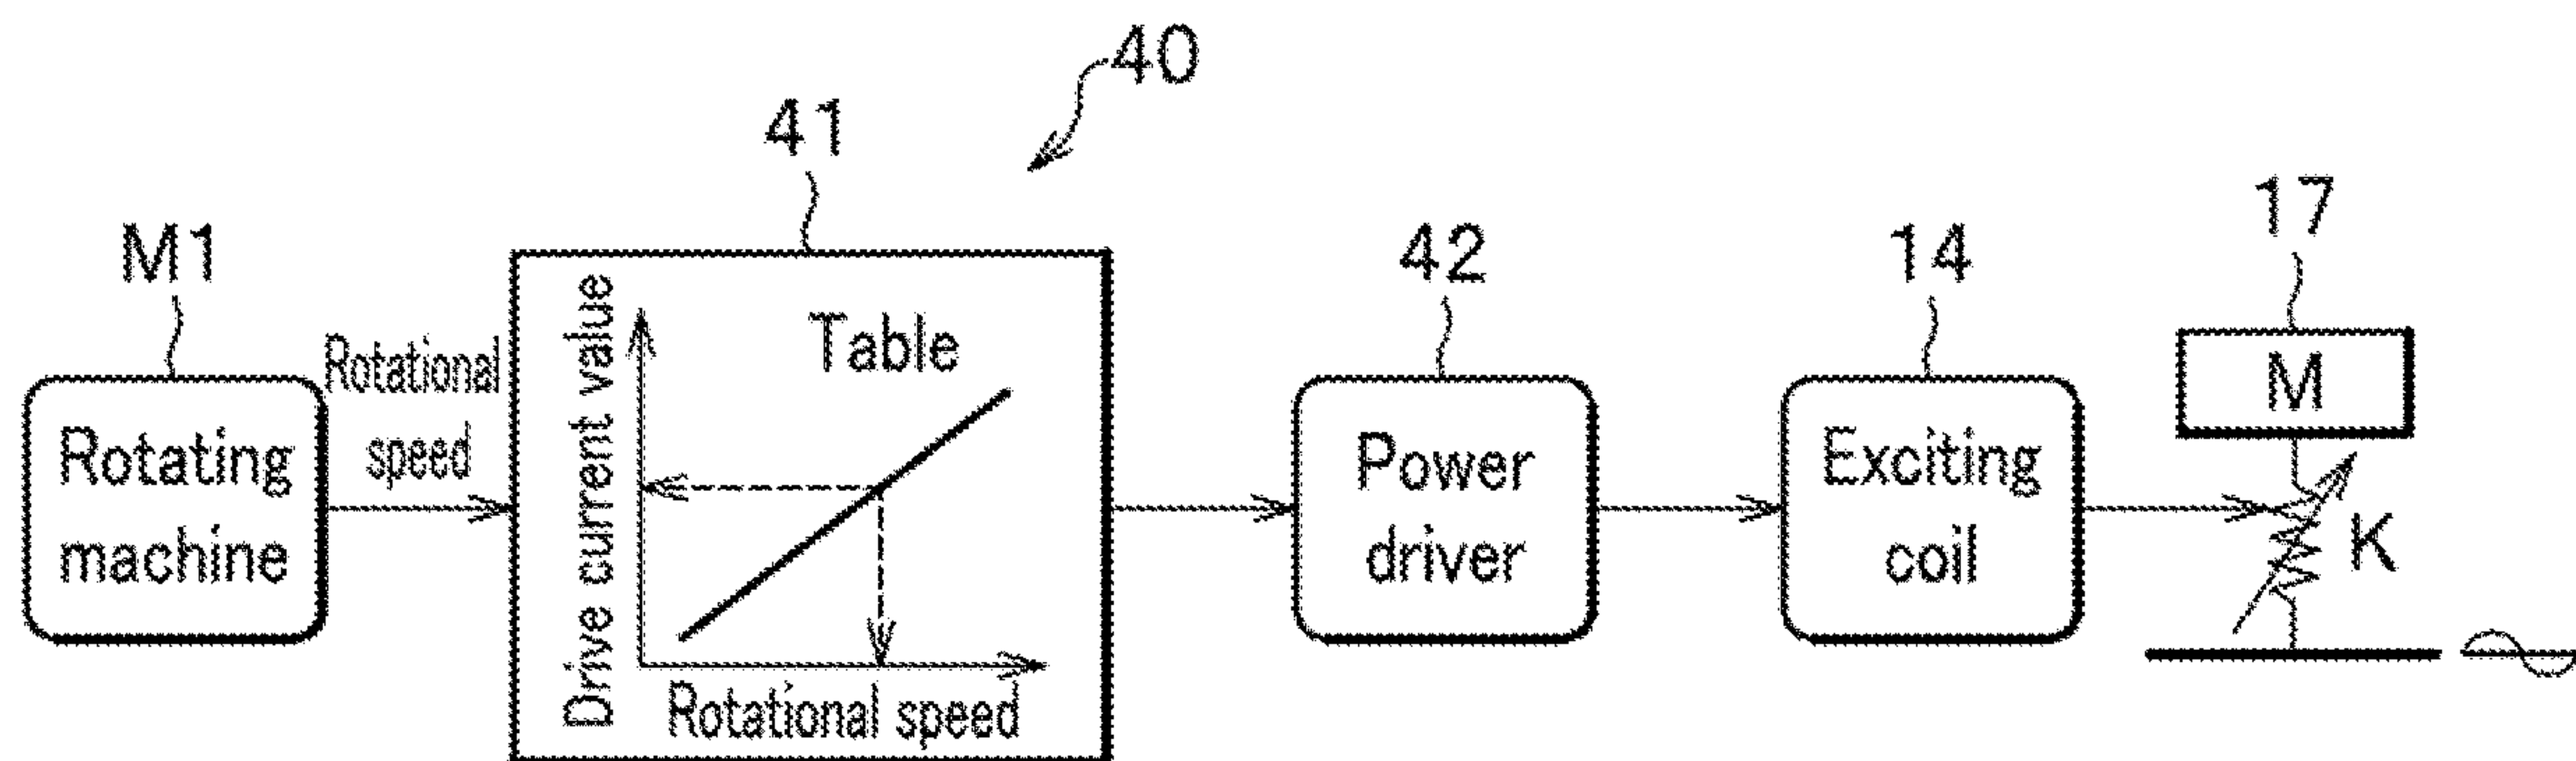 40
41
17
M1
42
14
Rotational
speed
Drive current value
Table
M
Rotating
machine
Power
driver
Exciting
coil
K
Rotational speed